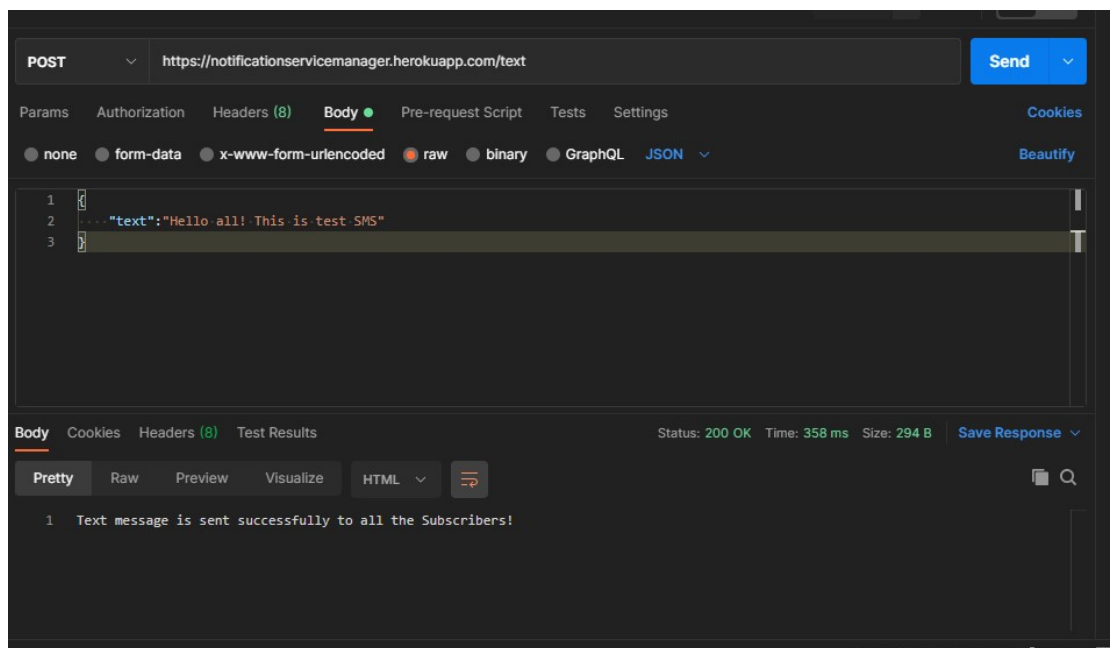 POST https://notificationservicemanager.herokuapp.com/text Send
Params Authorization Headers (8) Body Pre-request Script Tests Settings Cookies
none form-data x-www-form-urlencoded raw binary GraphQL JSON Beautify
1 {
2 "text":"Hello all! This is test SMS"
3 }
Body Cookies Headers (8) Test Results Status: 200 OK Time: 358 ms Size: 294 B Save Response
Pretty Raw Preview Visualize HTML
1 Text message is sent successfully to all the Subscribers!